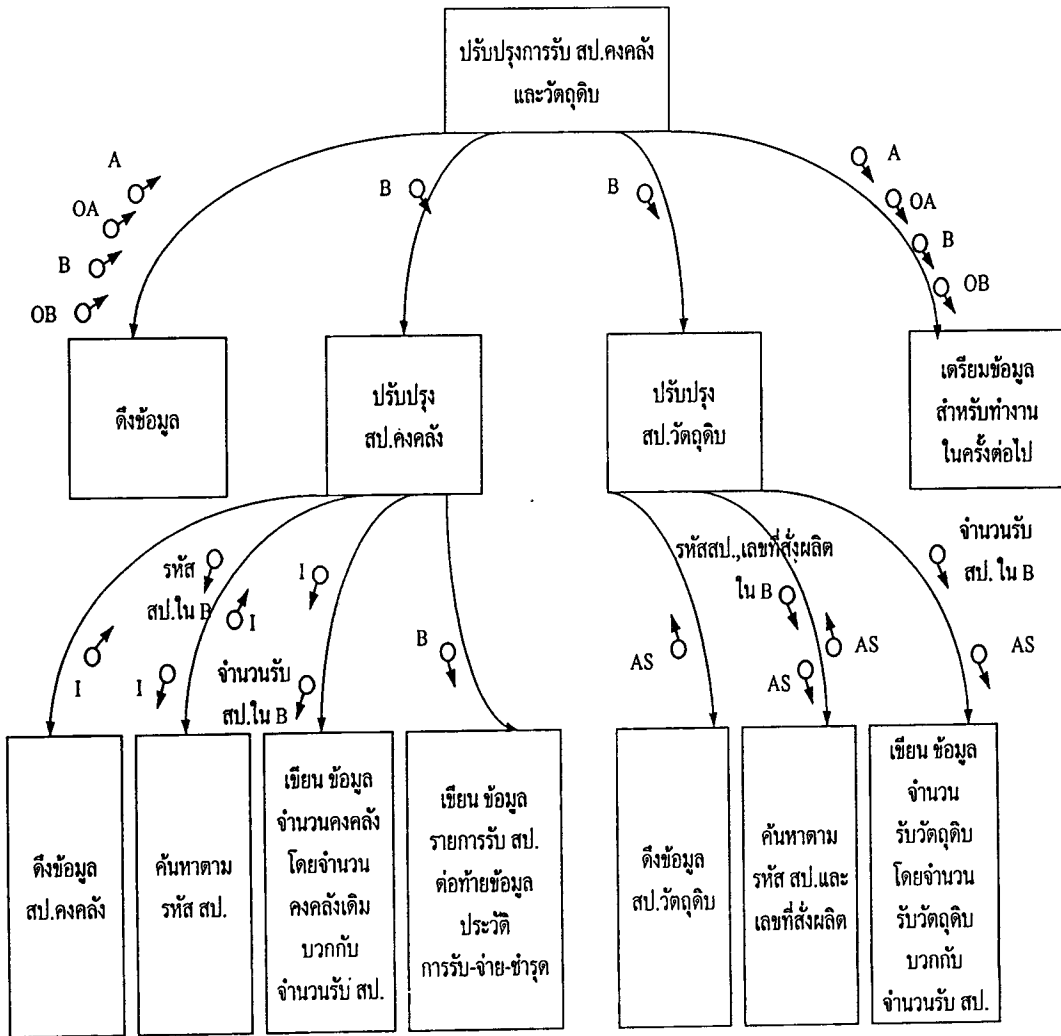 ปรับปรุงการรับ สป.คงคลัง
และวัตถุดิบ
A
OA
B
OB
B
B
A
OA
B
OB
ดึงข้อมูล
ปรับปรุง
สป.คงคลัง
ปรับปรุง
สป.วัตถุดิบ
เตรียมข้อมูล
สำหรับทำงาน
ในครั้งต่อไป
รหัส
สป.ใน B
I
I
I
I
จำนวนรับ
สป.ใน B
B
รหัสสป.,เลขที่สั่งผลิต
ใน B
AS
AS
AS
จำนวนรับ
สป. ใน B
AS
ดึงข้อมูล
สป.คงคลัง
ค้นหาตาม
รหัส สป.
เขียน ข้อมูล
จำนวนคงคลัง
โดยจำนวน
คงคลังเดิม
บวกกับ
จำนวนรับ สป.
เขียน ข้อมูล
รายการรับ สป.
ต่อท้ายข้อมูล
ประวัติ
การรับ-จ่าย-ชำรุด
ดึงข้อมูล
สป.วัตถุดิบ
ค้นหาตาม
รหัส สป.และ
เลขที่สั่งผลิต
เขียน ข้อมูล
จำนวน
รับวัตถุดิบ
โดยจำนวน
รับวัตถุดิบ
บวกกับ
จำนวนรับ สป.